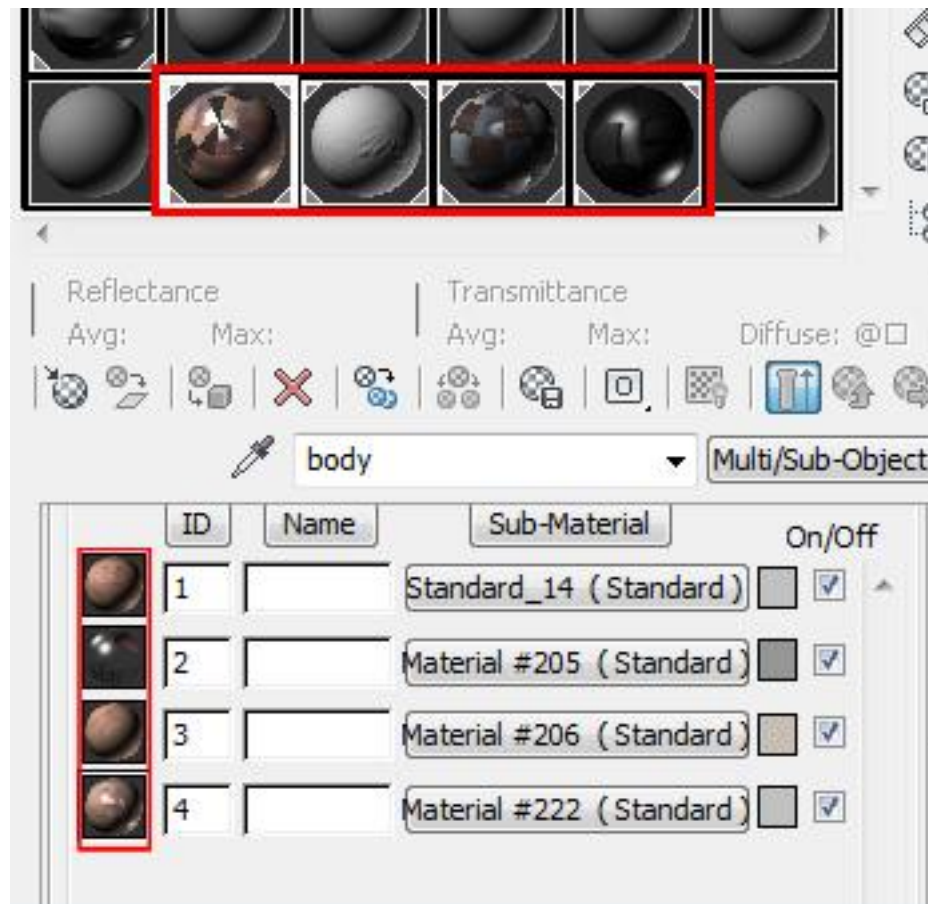 Reflectance Transmittance
Avg: Max: Avg: Max: Diffuse: @□
body Multi/Sub-Object
ID Name Sub-Material On/Off
1 Standard_14 ( Standard )
2 Material #205 ( Standard )
3 Material #206 ( Standard )
4 Material #222 ( Standard )